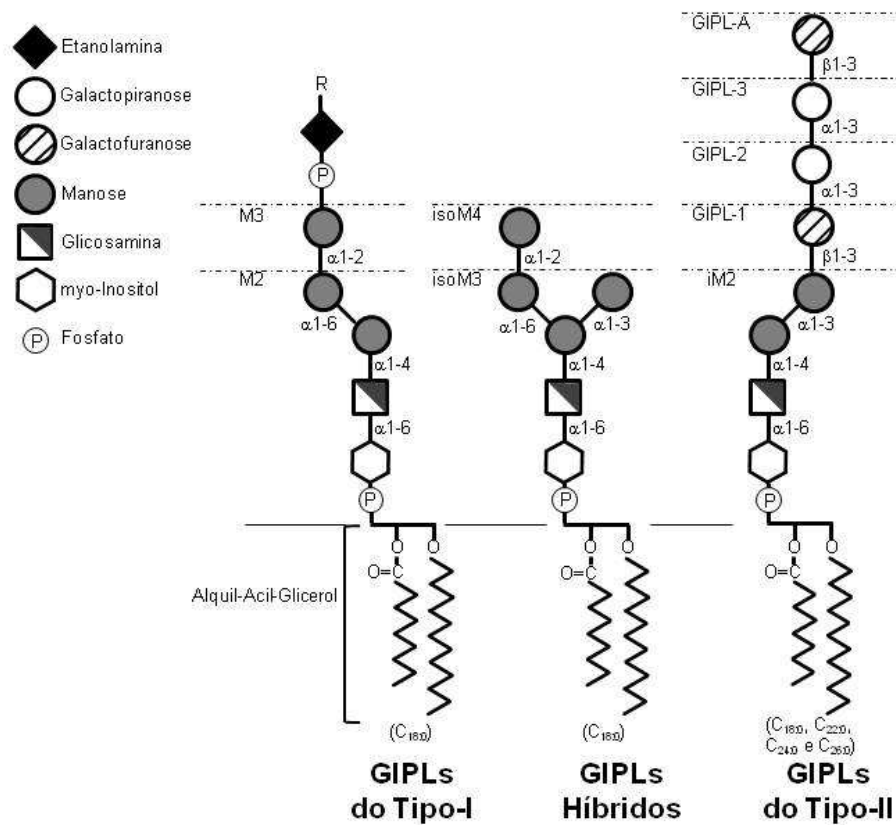 Etanolamina
Galactopiranose
Galactofuranose
Manose
Glicosamina
myo-Inositol
P Fosfato
R
P
M3
α1-2
M2
α1-6
α1-4
α1-6
P
O O
O=C
Alquil-Acil-Glicerol
(C18:0)
GIPLs
do Tipo-I
isoM4
α1-2
isoM3
α1-6 α1-3
α1-4
α1-6
P
O O
O=C
(C18:0)
GIPLs
Híbridos
GIPL-A
β1-3
GIPL-3
α1-3
GIPL-2
α1-3
GIPL-1
β1-3
iM2
α1-3
α1-4
α1-6
P
O O
O=C
(C18:0, C22:0,
C24:0 e C26:0)
GIPLs
do Tipo-II